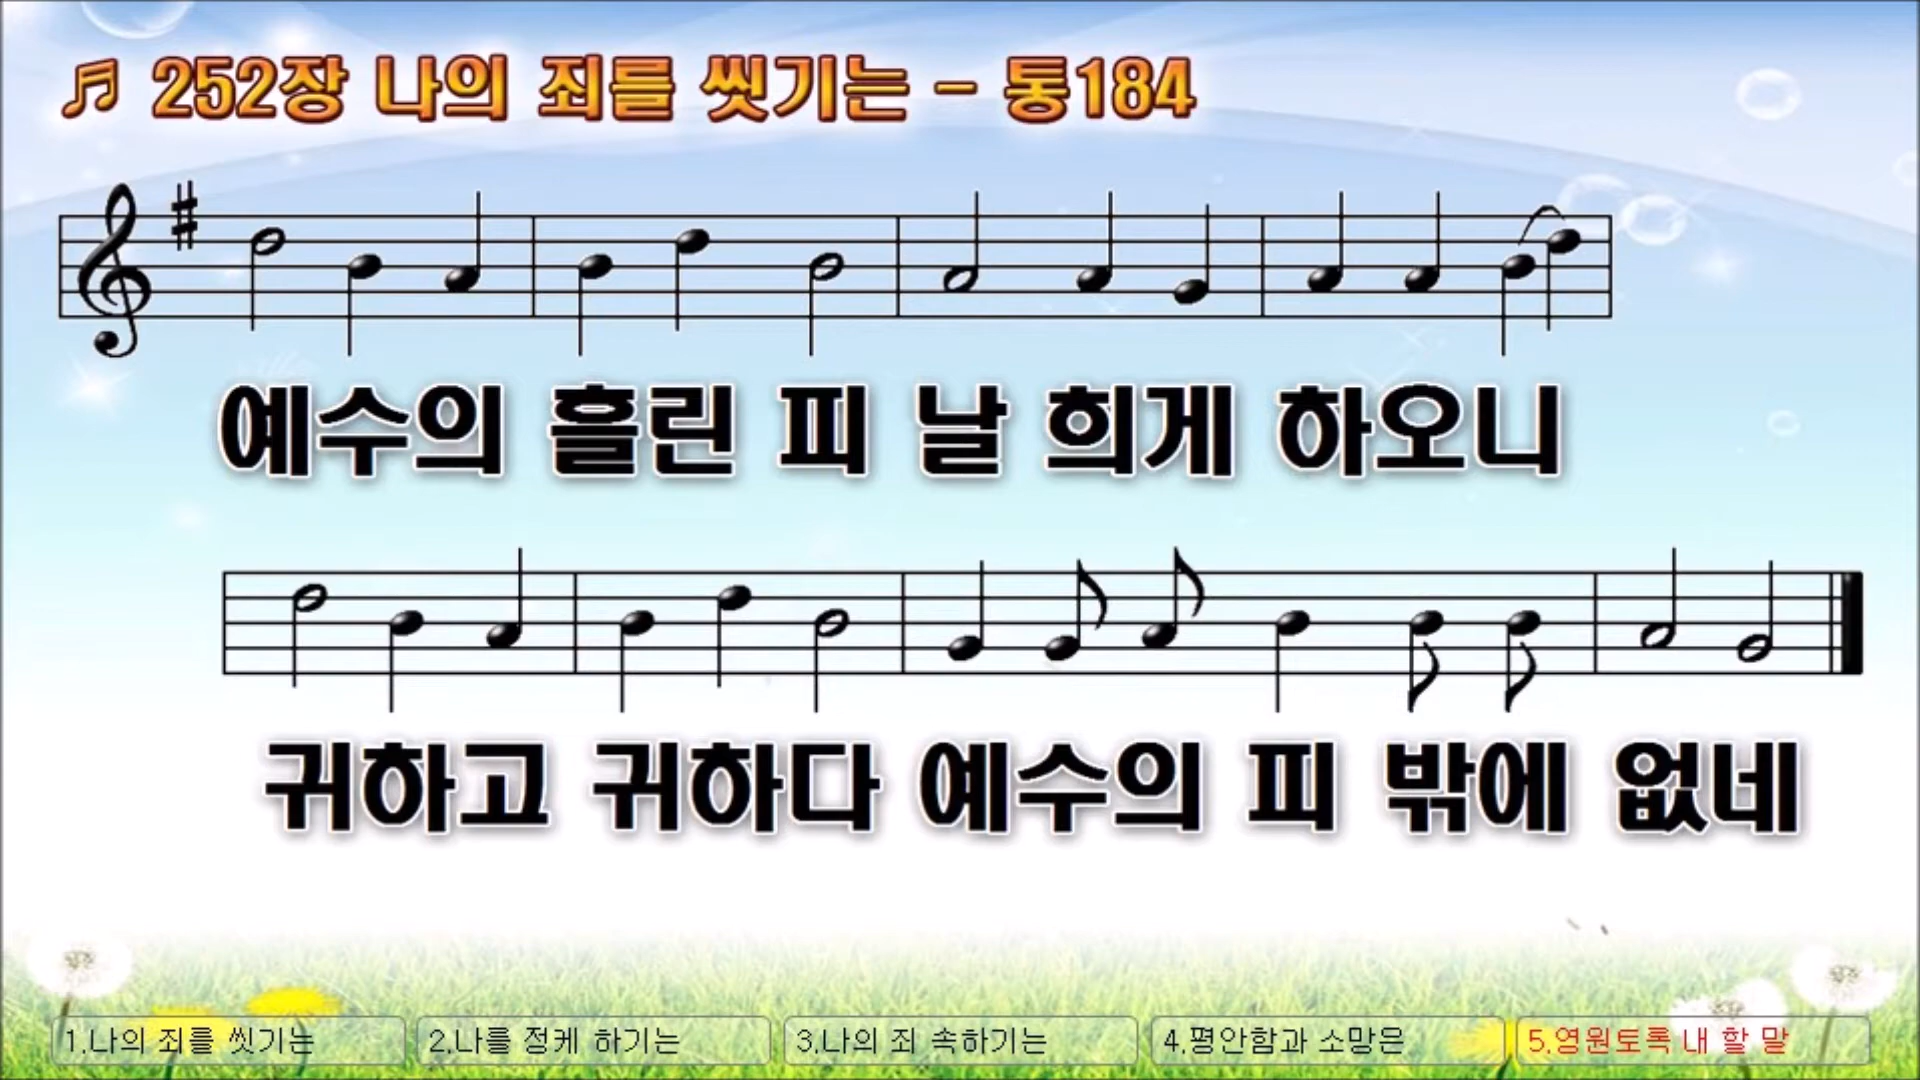 252장 나의 죄를 씻기는 - 통184
예수의 흘린 피 날 희게 하오니
귀하고 귀하다 예수의 피 밖에 없네
1.나의 죄를 씻기는
2.나를 정케 하기는
3.나의 죄 속하기는
4.평안함과 소망은
5.영원토록 내 할 말